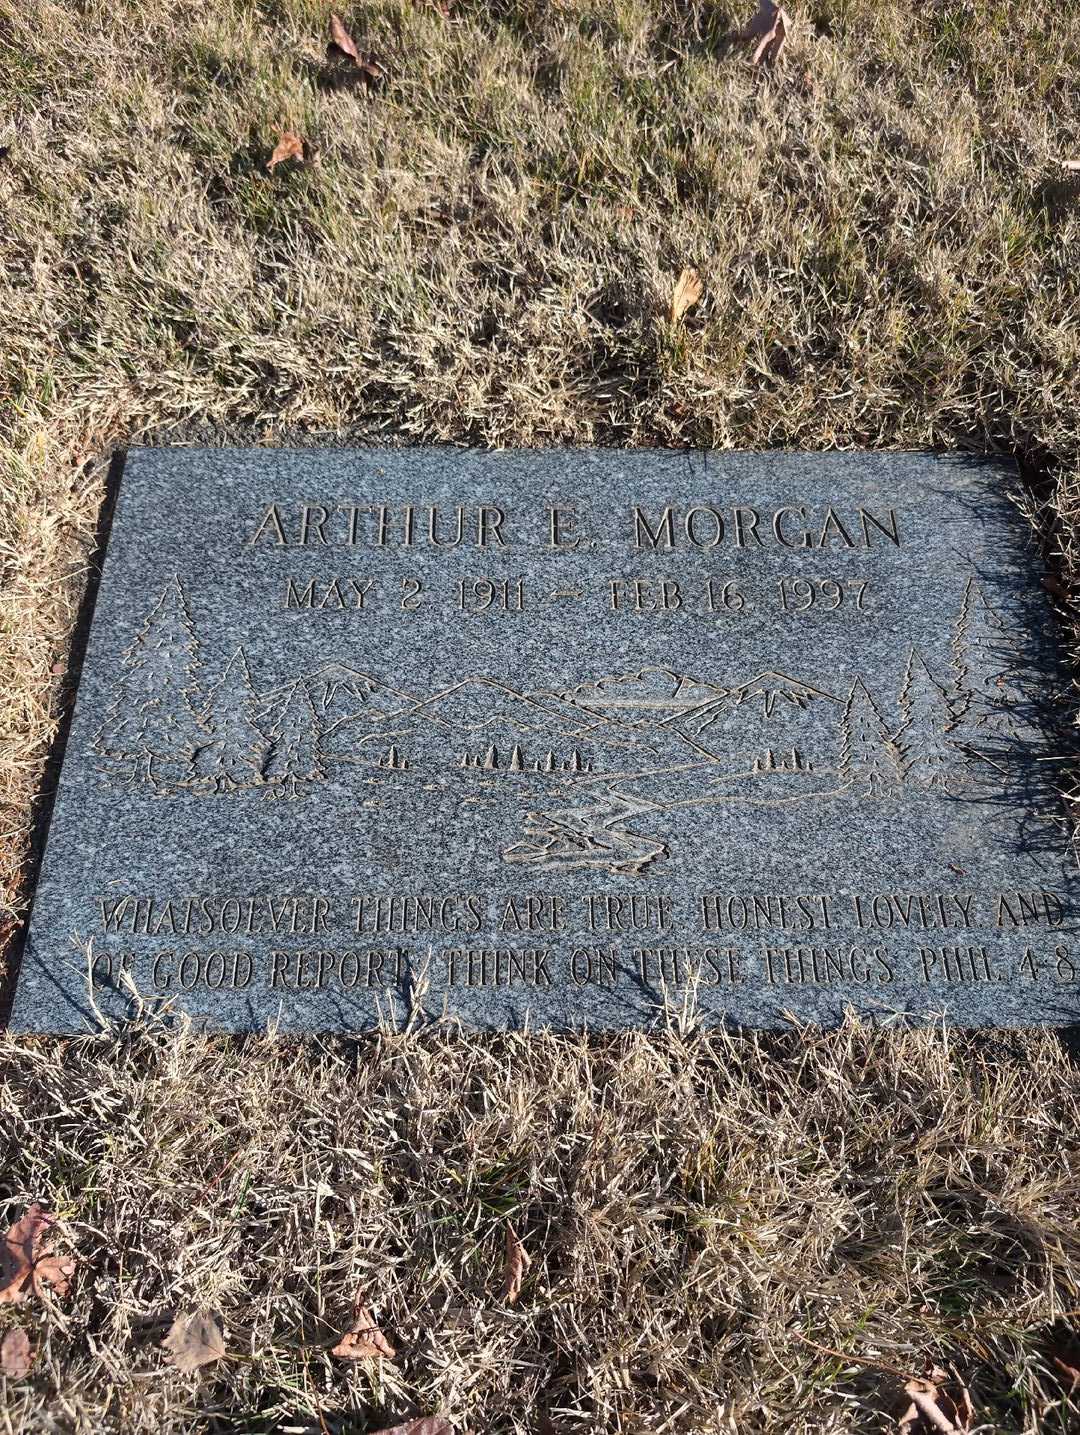 ARTHUR E. MORGAN
MAY 2 1911 – FEB 16 1997
WHATSOEVER THINGS ARE TRUE HONEST LOVELY AND
OF GOOD REPORT, THINK ON THESE THINGS. PHIL. 4-8